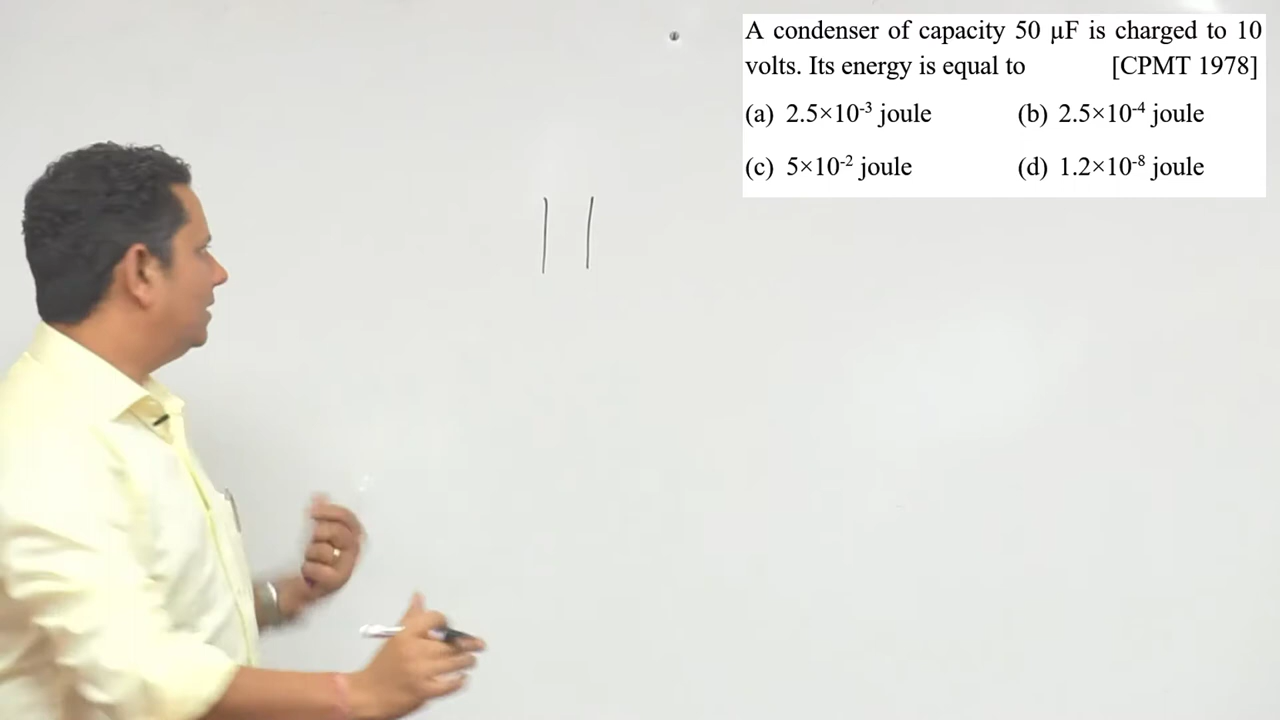 A condenser of capacity 50 µF is charged to 10
volts. Its energy is equal to [CPMT 1978]
(a) 2.5×10⁻³ joule (b) 2.5×10⁻⁴ joule
(c) 5×10⁻² joule (d) 1.2×10⁻⁸ joule